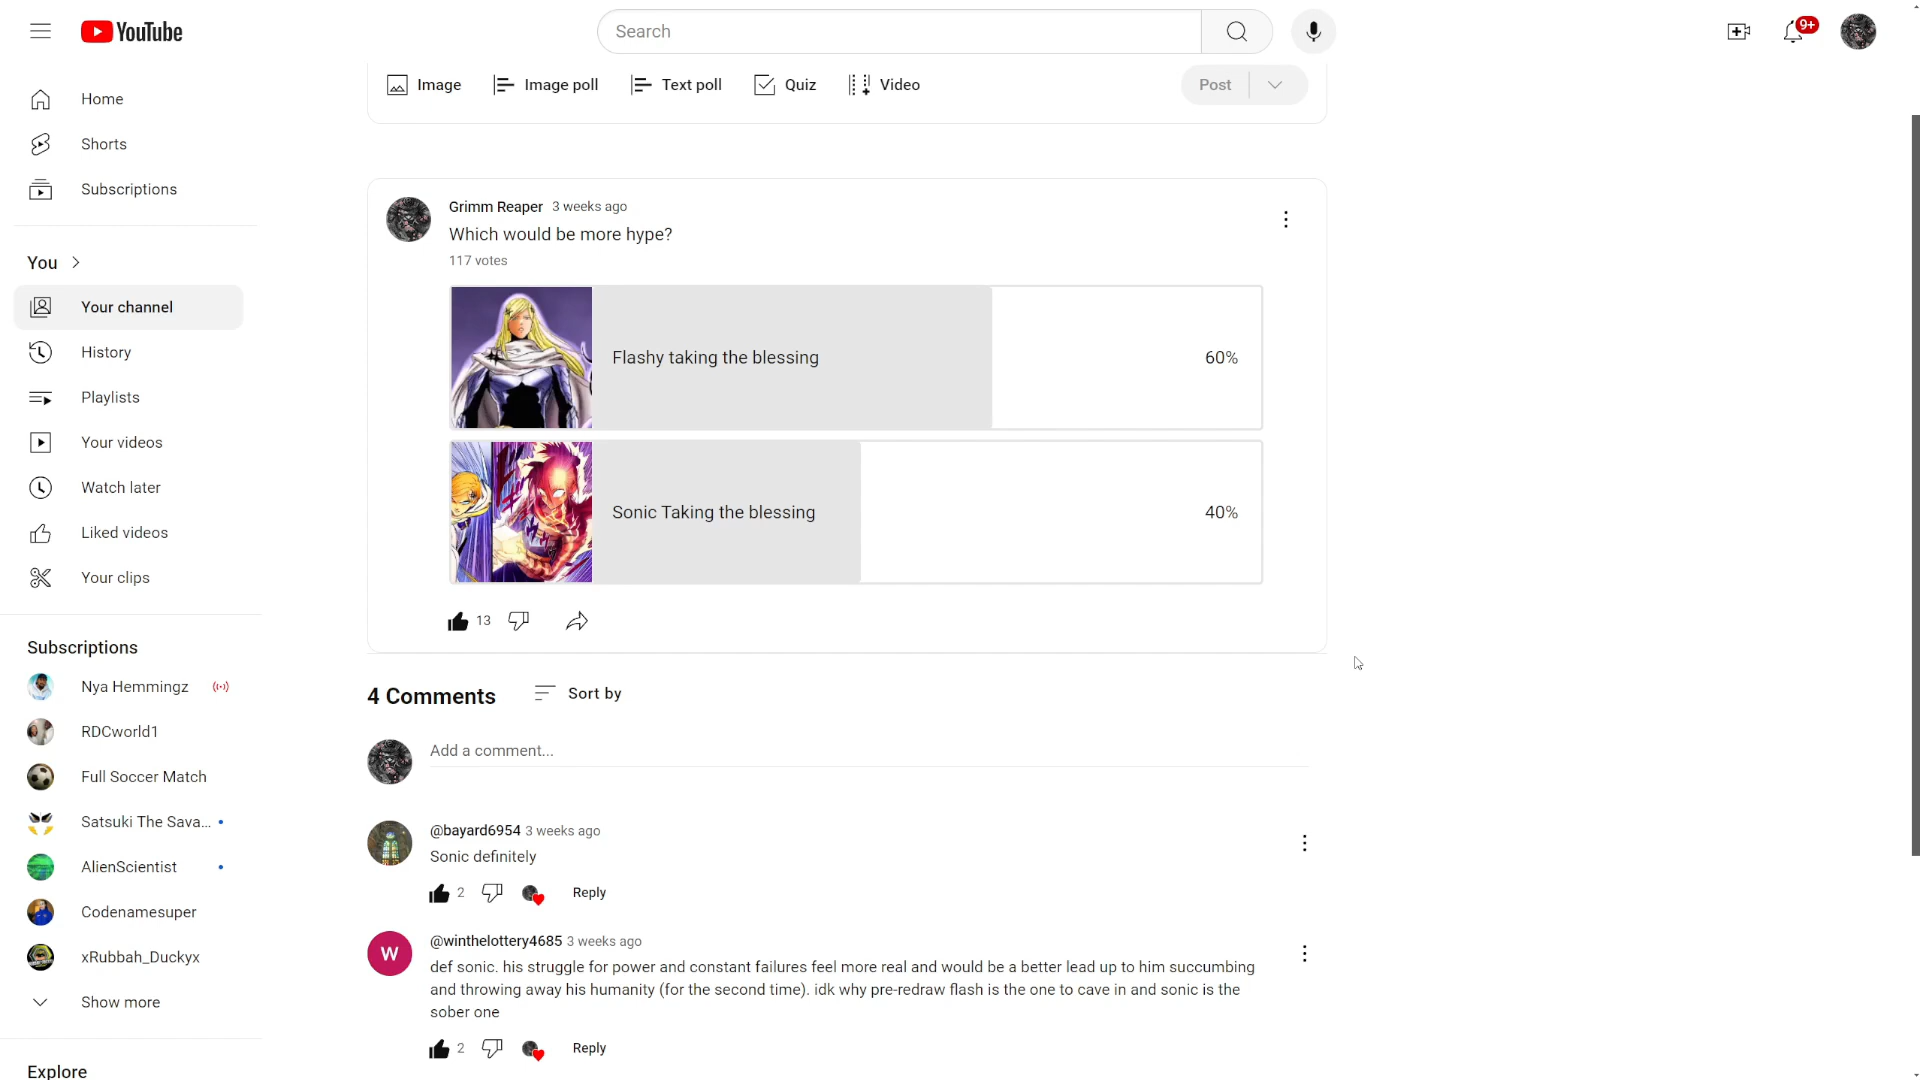 YouTube
Search
9+
Image
Image poll
Text poll
Quiz
Video
Post
Home
Shorts
Subscriptions
You
Your channel
History
Playlists
Your videos
Watch later
Liked videos
Your clips
Subscriptions
Nya Hemmingz
RDCworld1
Full Soccer Match
Satsuki The Sava...
AlienScientist
Codenamesuper
xRubbah_Duckyx
Show more
Explore
Grimm Reaper 3 weeks ago
Which would be more hype?
117 votes
Flashy taking the blessing
60%
Sonic Taking the blessing
40%
13
4 Comments
Sort by
Add a comment...
@bayard6954 3 weeks ago
Sonic definitely
2
Reply
W
@winthelottery4685 3 weeks ago
def sonic. his struggle for power and constant failures feel more real and would be a better lead up to him succumbing
and throwing away his humanity (for the second time). idk why pre-redraw flash is the one to cave in and sonic is the
sober one
2
Reply